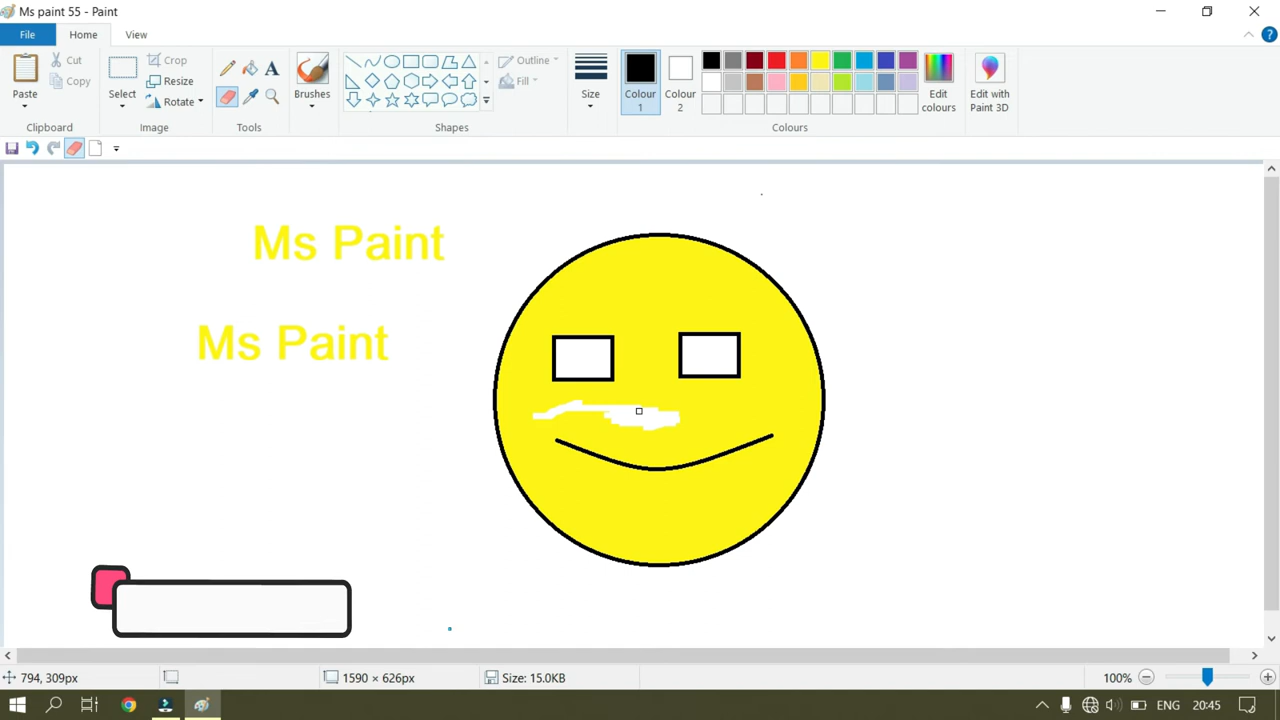 Ms paint 55 - Paint
File Home View
Paste Cut Copy
Clipboard
Select Crop Resize Rotate
Image
A
Tools
Brushes
Outline Fill
Shapes
Size
Colour 1
Colour 2
Edit colours
Edit with Paint 3D
Colours
Ms Paint
Ms Paint
794, 309px 1590 × 626px Size: 15.0KB 100%
ENG 20:45